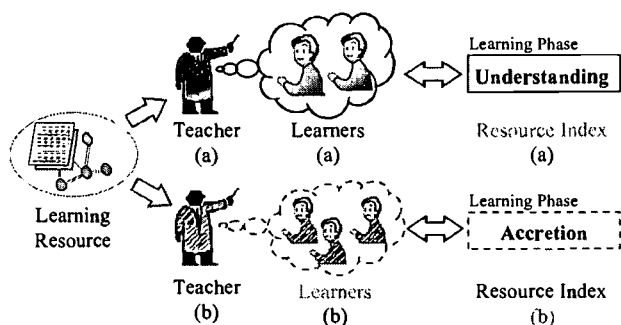 Learning Phase
Understanding
Teacher
(a)
Learners
(a)
Resource Index
(a)
Learning
Resource
Learning Phase
Accretion
Teacher
(b)
Learners
(b)
Resource Index
(b)